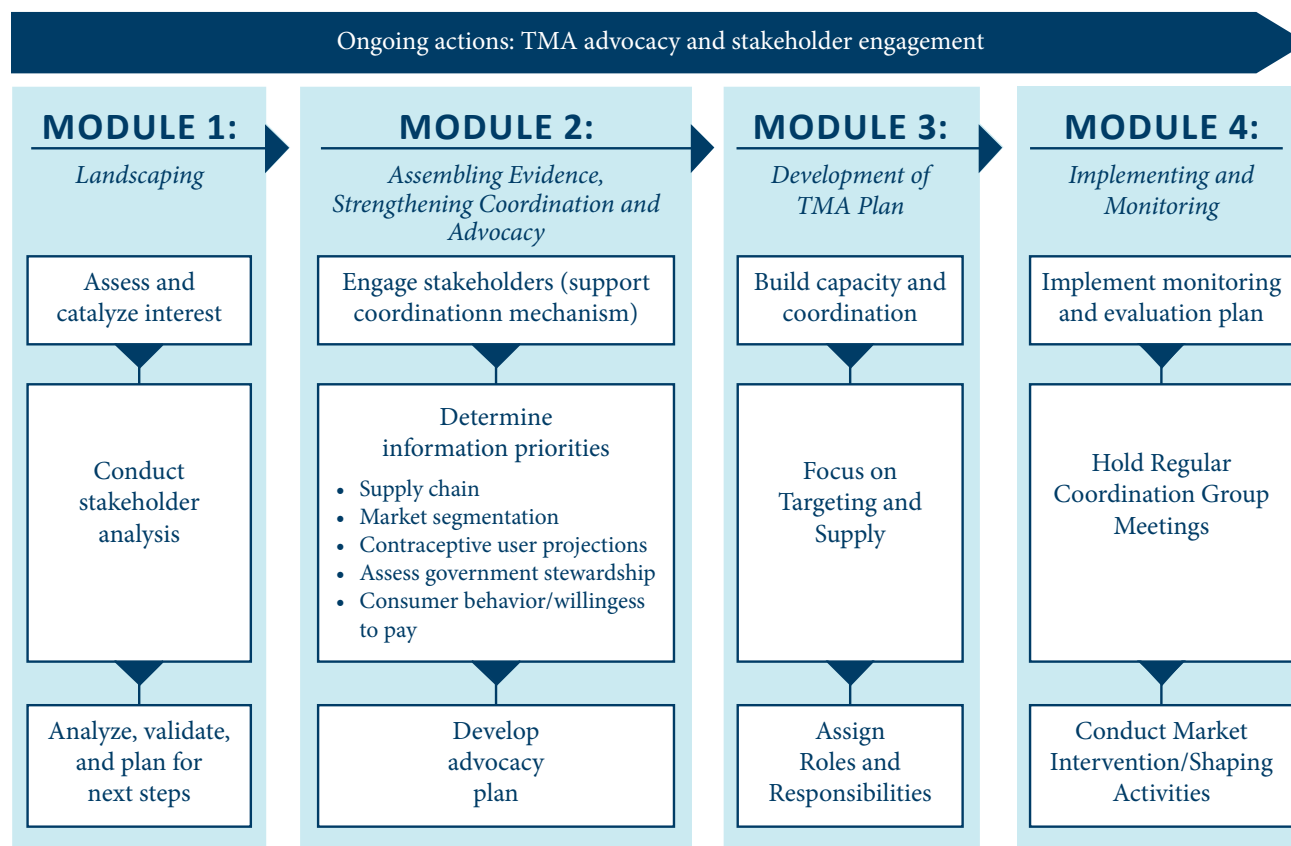 Ongoing actions: TMA advocacy and stakeholder engagement
MODULE 1:
Landscaping
Assess and
catalyze interest
Conduct
stakeholder
analysis
Analyze, validate,
and plan for
next steps
MODULE 2:
Assembling Evidence,
Strengthening Coordination and
Advocacy
Engage stakeholders (support
coordinationn mechanism)
Determine
information priorities
• Supply chain
• Market segmentation
• Contraceptive user projections
• Assess government stewardship
• Consumer behavior/willingess
to pay
Develop
advocacy
plan
MODULE 3:
Development of
TMA Plan
Build capacity and
coordination
Focus on
Targeting and
Supply
Assign
Roles and
Responsibilities
MODULE 4:
Implementing and
Monitoring
Implement monitoring
and evaluation plan
Hold Regular
Coordination Group
Meetings
Conduct Market
Intervention/Shaping
Activities